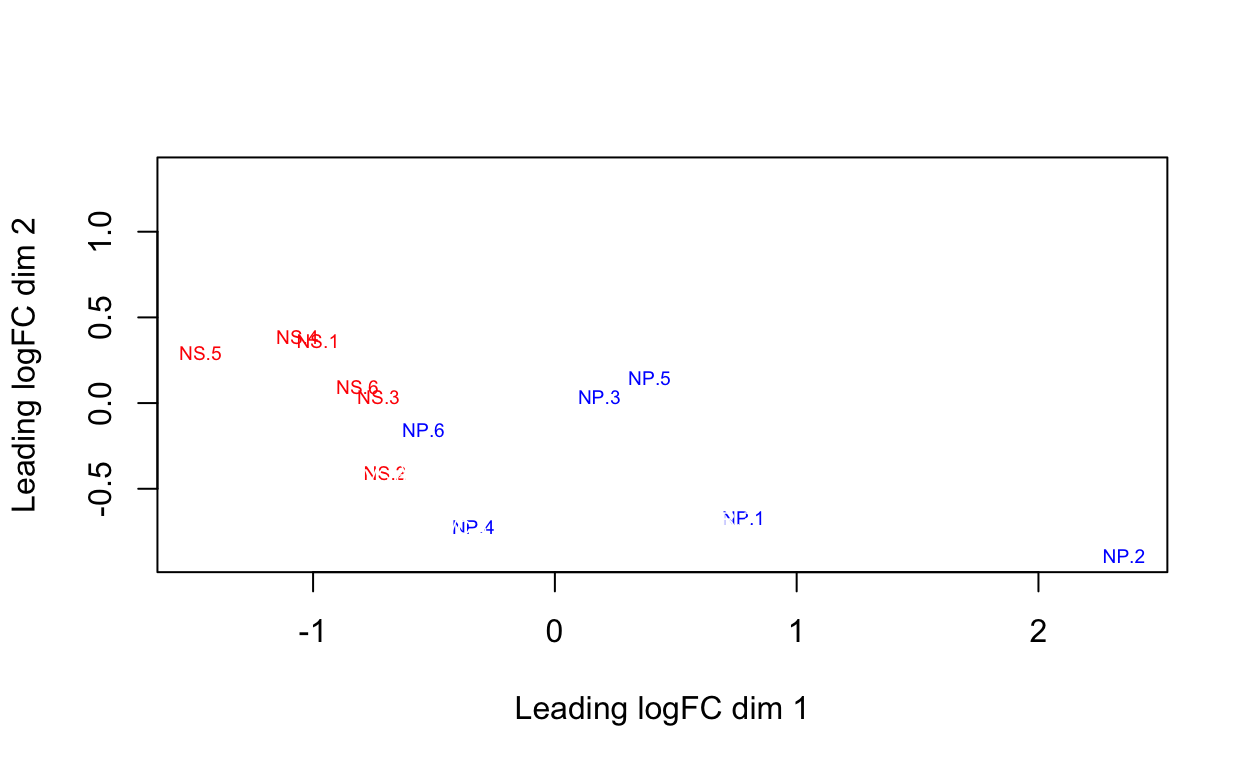 Leading logFC dim 2
1.0
0.5
0.0
-0.5
NS.4
NS.1
NS.5
NP.5
NS.6
NS.3
NP.3
NP.6
NS.2
NP.1
NP.4
NP.2
-1
0
1
2
Leading logFC dim 1